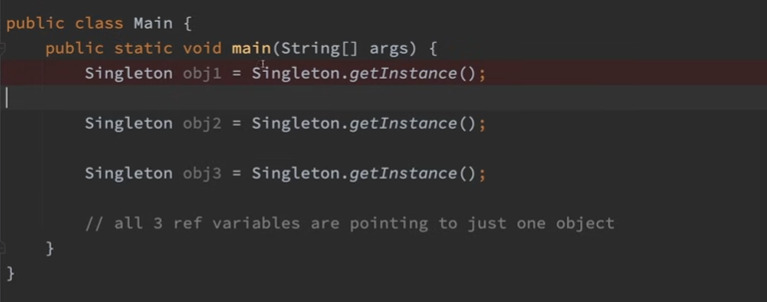 public class Main {
public static void main(String[] args) {
Singleton obj1 = Singleton.getInstance();
Singleton obj2 = Singleton.getInstance();
Singleton obj3 = Singleton.getInstance();
// all 3 ref variables are pointing to just one object
}
}